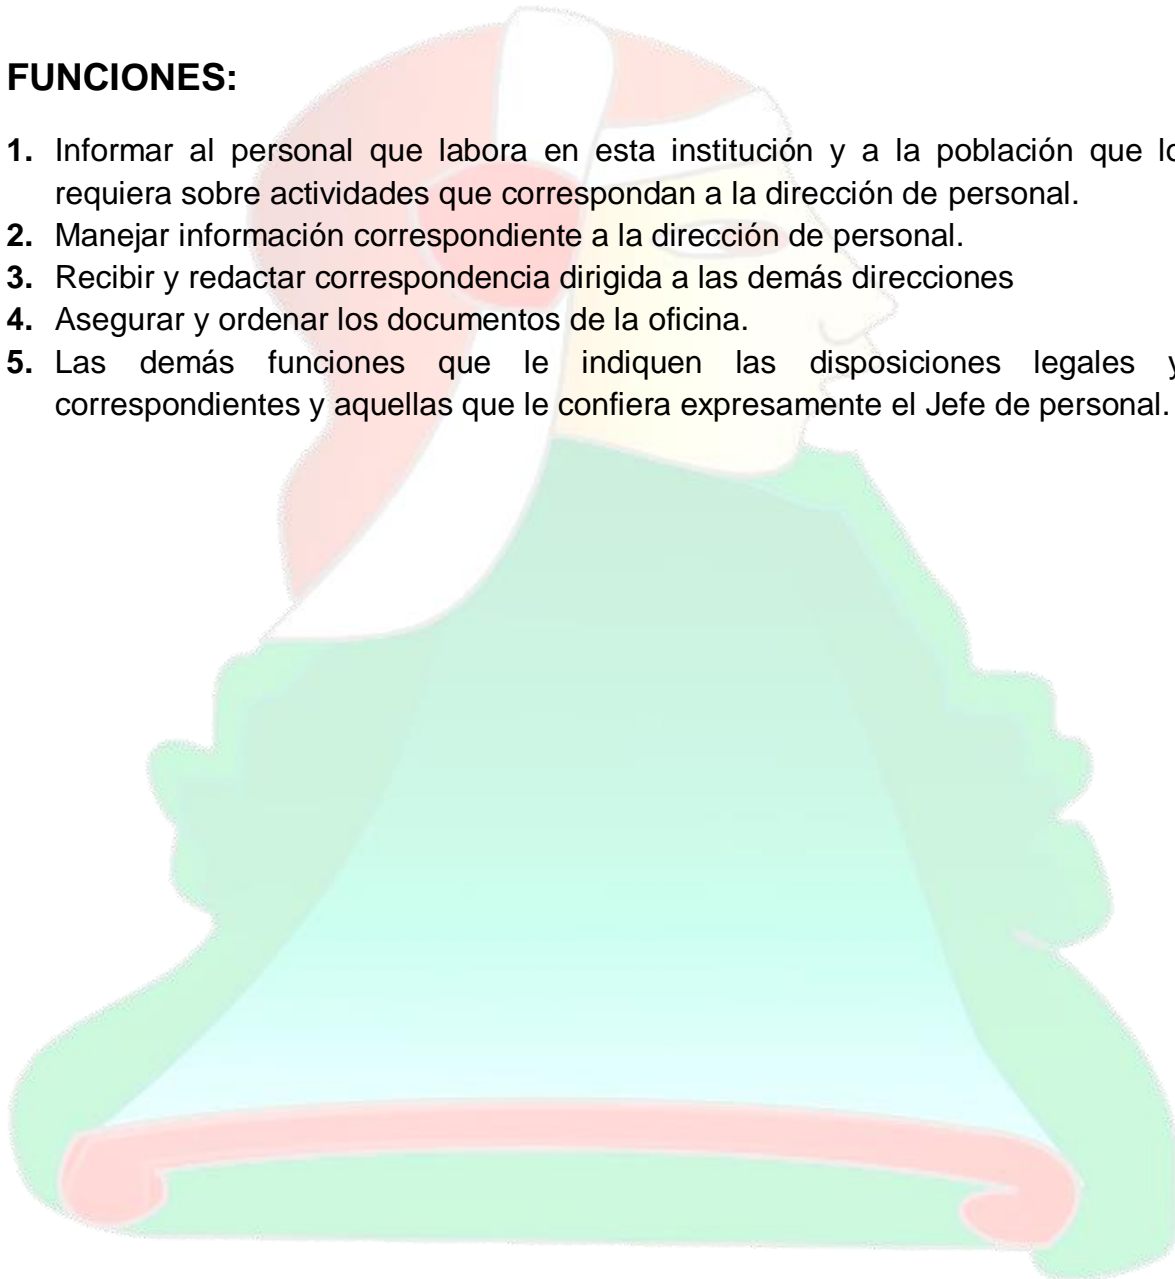 FUNCIONES:
1. Informar al personal que labora en esta institución y a la población que lo
requiera sobre actividades que correspondan a la dirección de personal.
2. Manejar información correspondiente a la dirección de personal.
3. Recibir y redactar correspondencia dirigida a las demás direcciones
4. Asegurar y ordenar los documentos de la oficina.
5. Las demás funciones que le indiquen las disposiciones legales y
correspondientes y aquellas que le confiera expresamente el Jefe de personal.